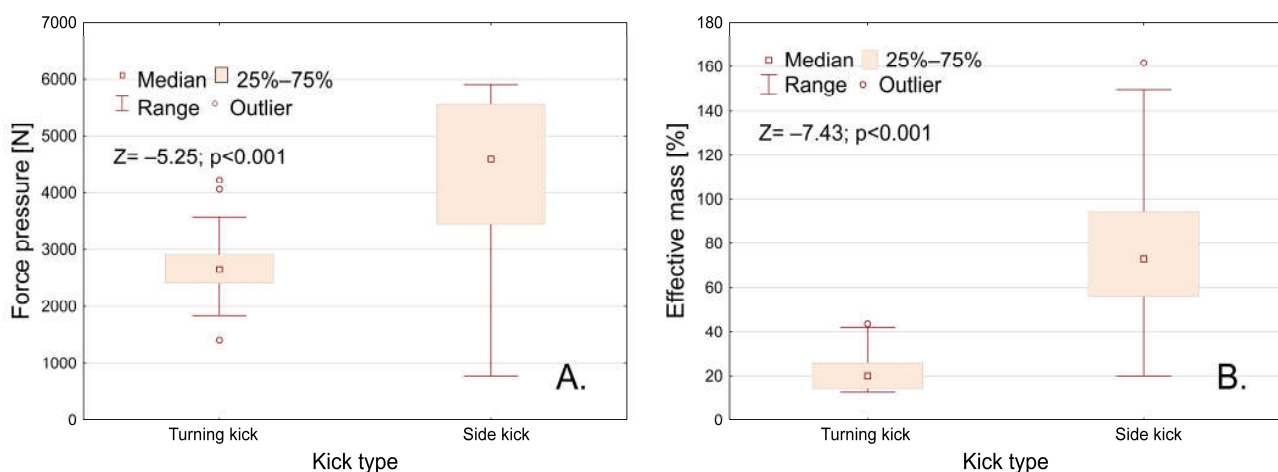 7000
6000
5000
4000
3000
2000
1000
0
Force pressure [N]
Median 25%–75%
Range Outlier
Z= –5.25; p<0.001
A.
Turning kick Side kick
Kick type
180
160
140
120
100
80
60
40
20
0
Effective mass [%]
Median 25%–75%
Range Outlier
Z= –7.43; p<0.001
B.
Turning kick Side kick
Kick type